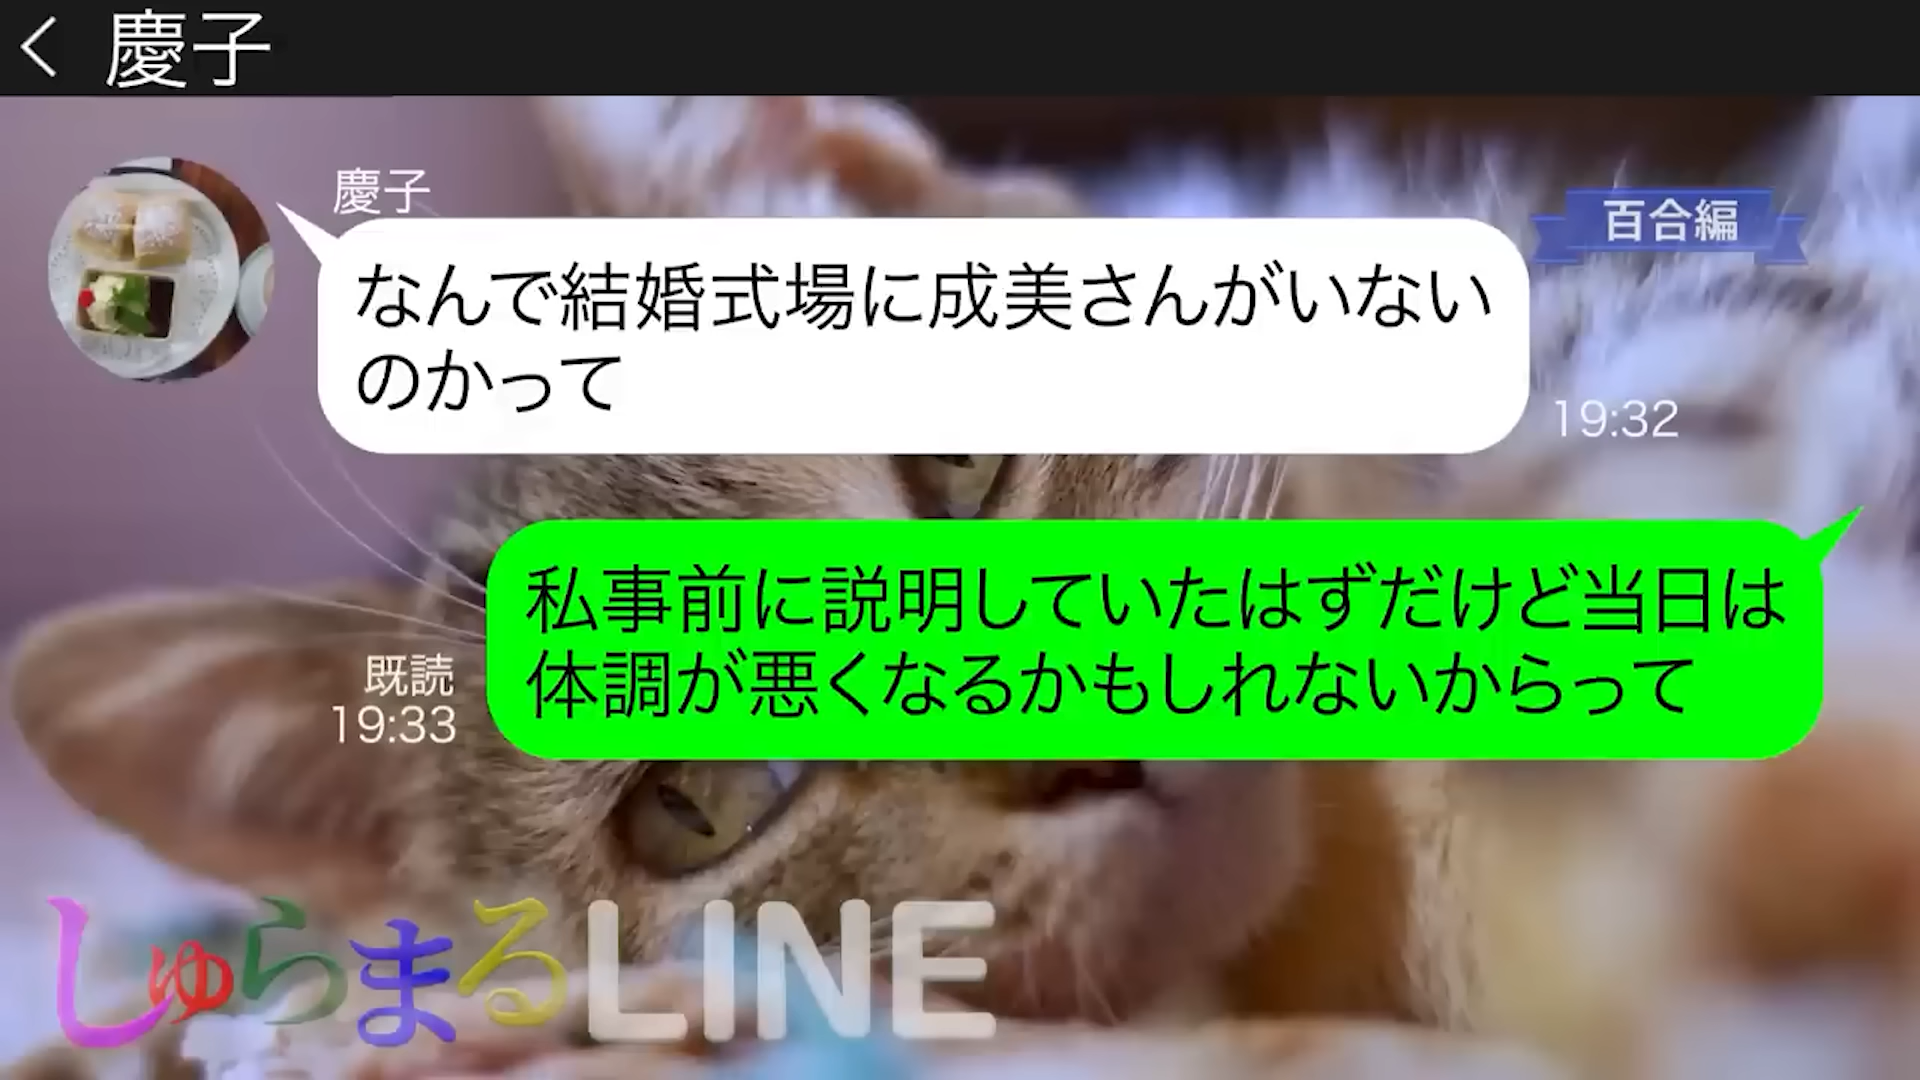 慶子
慶子
百合編
なんで結婚式場に成美さんがいない
のかって
19:32
私事前に説明していたはずだけど当日は
体調が悪くなるかもしれないからって
既読
19:33
しゅらまるLINE